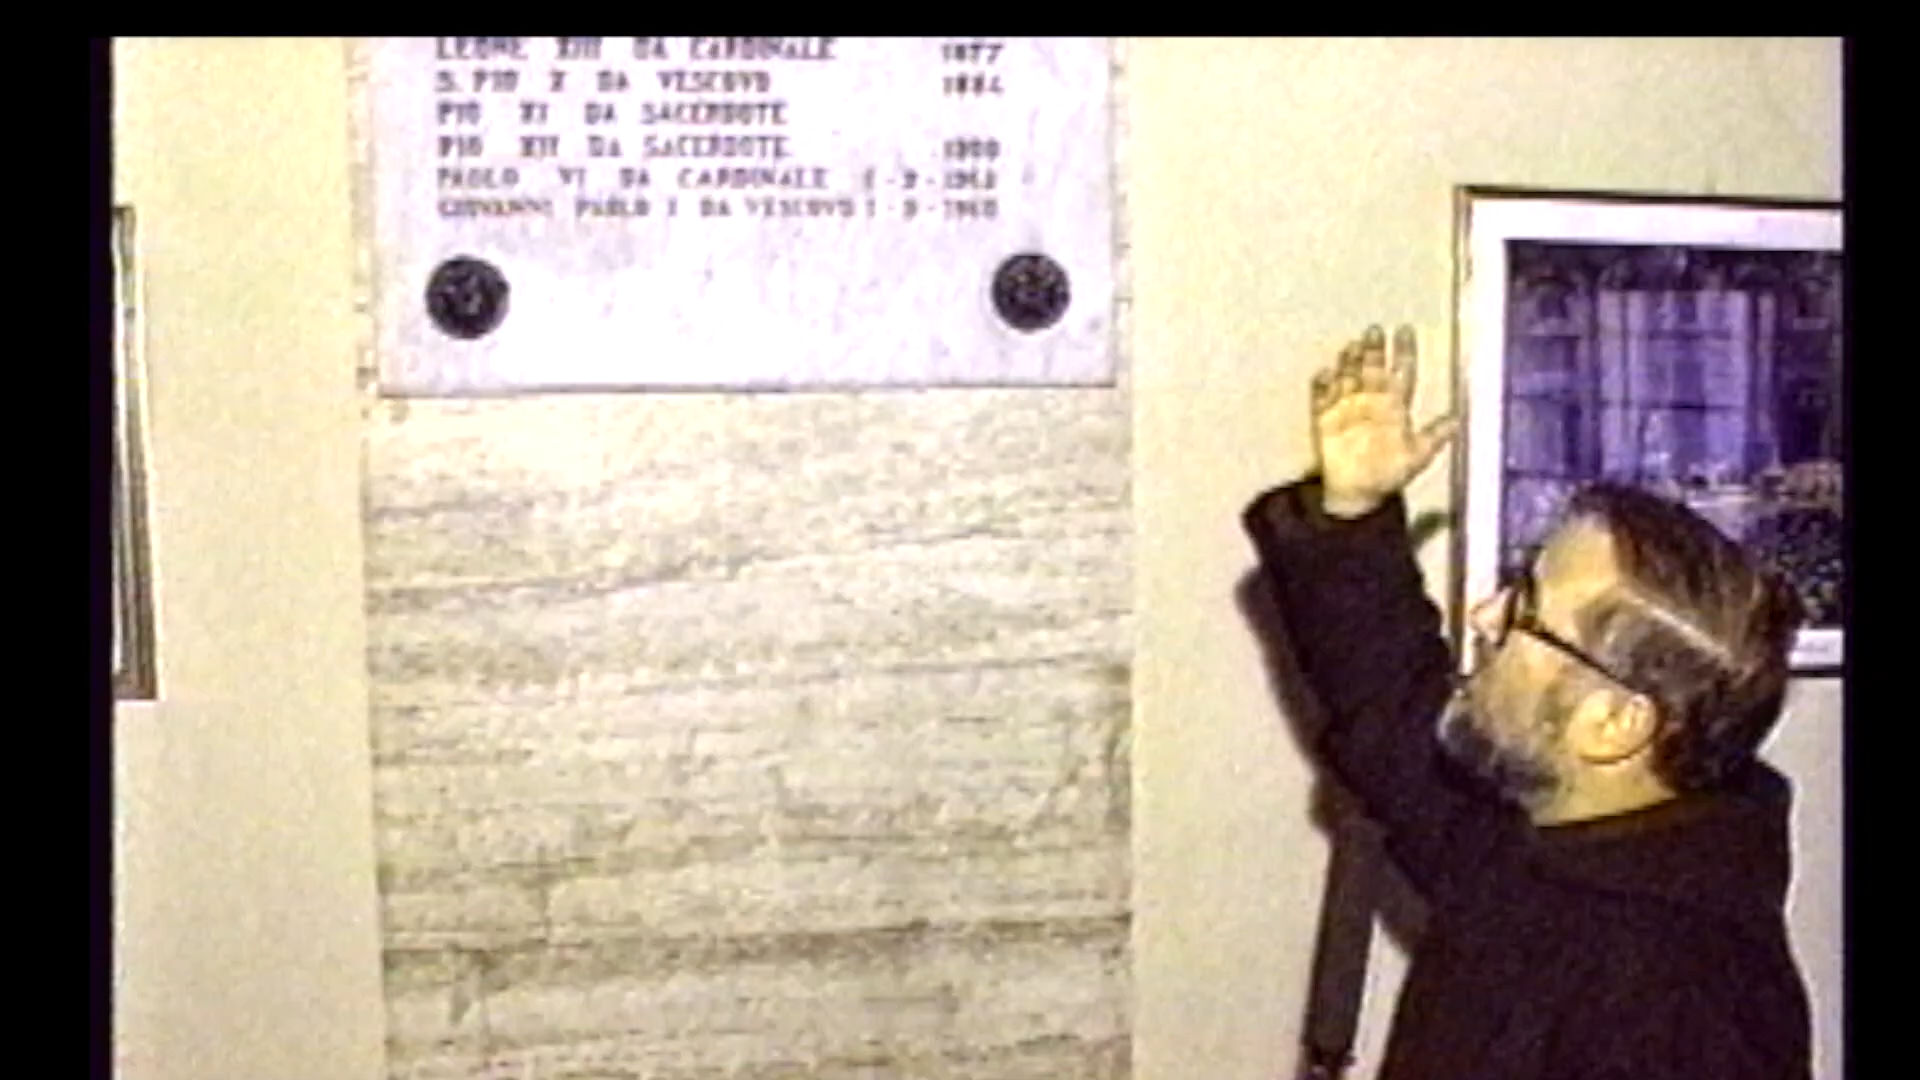 LEONE XIII DA CARDINALE 1877
S. PIO X DA VESCOVO 1884
PIO XI DA SACERDOTE
PIO XII DA SACERDOTE 1900
PAOLO VI DA CARDINALE
GIOVANNI PAOLO I DA VESCOVO